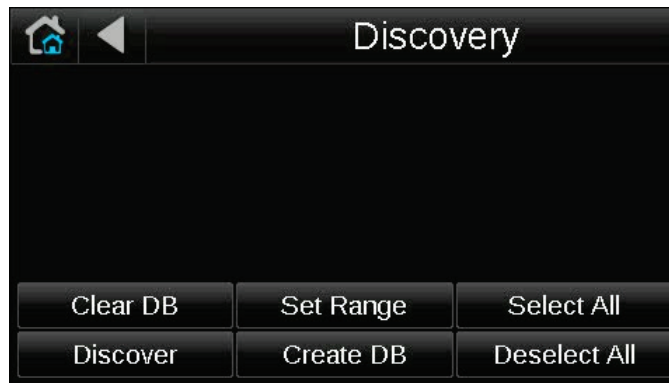 Discovery
Clear DB Set Range Select All
Discover Create DB Deselect All